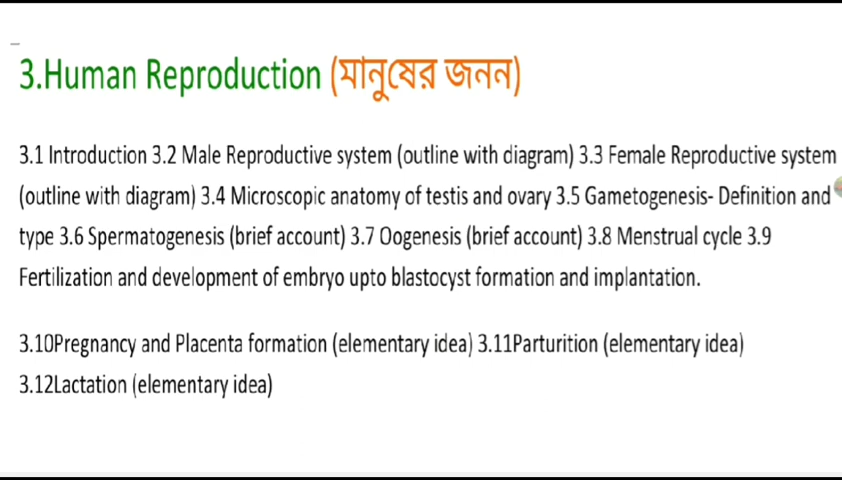 3.Human Reproduction (মানুষের জনন)
3.1 Introduction 3.2 Male Reproductive system (outline with diagram) 3.3 Female Reproductive system
(outline with diagram) 3.4 Microscopic anatomy of testis and ovary 3.5 Gametogenesis- Definition and
type 3.6 Spermatogenesis (brief account) 3.7 Oogenesis (brief account) 3.8 Menstrual cycle 3.9
Fertilization and development of embryo upto blastocyst formation and implantation.
3.10Pregnancy and Placenta formation (elementary idea) 3.11Parturition (elementary idea)
3.12Lactation (elementary idea)